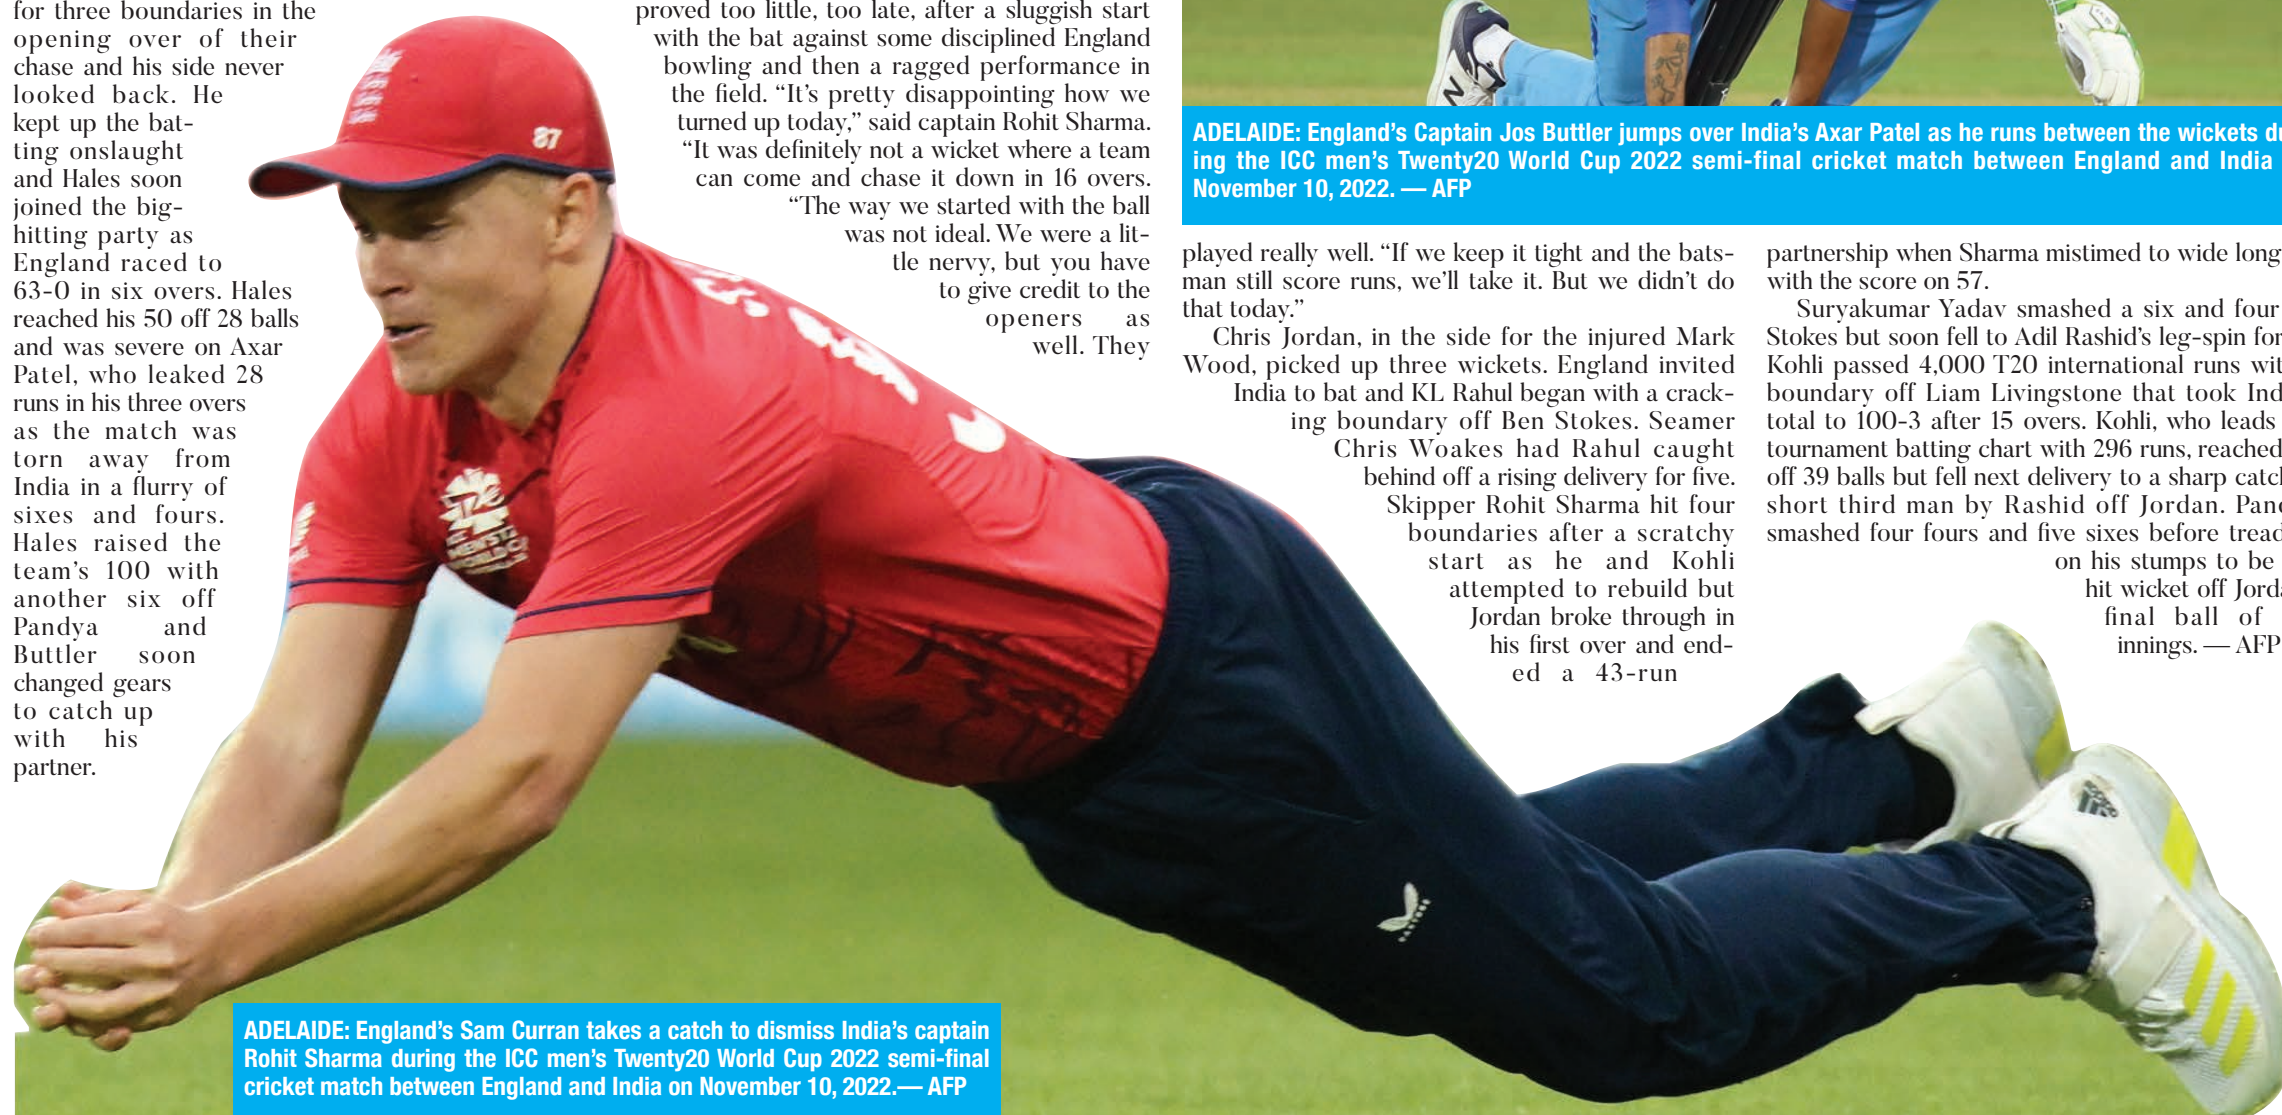 for three boundaries in the
opening over of their
chase and his side never
looked back. He
kept up the bat-
ting onslaught
and Hales soon
joined the big-
hitting party as
England raced to
63-0 in six overs. Hales
reached his 50 off 28 balls
and was severe on Axar
Patel, who leaked 28
runs in his three overs
as the match was
torn away from
India in a flurry of
sixes and fours.
Hales raised the
team's 100 with
another six off
Pandya and
Buttler soon
changed gears
to catch up
with his
partner.
proved too little, too late, after a sluggish start
with the bat against some disciplined England
bowling and then a ragged performance in
the field. “It's pretty disappointing how we
turned up today,” said captain Rohit Sharma.
“It was definitely not a wicket where a team
can come and chase it down in 16 overs.
“The way we started with the ball
was not ideal. We were a lit-
tle nervy, but you have
to give credit to the
openers as
well. They
ADELAIDE: England's Captain Jos Buttler jumps over India's Axar Patel as he runs between the wickets
ing the ICC men's Twenty20 World Cup 2022 semi-final cricket match between England and India
November 10, 2022. — AFP
played really well. “If we keep it tight and the bats-
man still score runs, we'll take it. But we didn't do
that today.”
Chris Jordan, in the side for the injured Mark
Wood, picked up three wickets. England invited
India to bat and KL Rahul began with a crack-
ing boundary off Ben Stokes. Seamer
Chris Woakes had Rahul caught
behind off a rising delivery for five.
Skipper Rohit Sharma hit four
boundaries after a scratchy
start as he and Kohli
attempted to rebuild but
Jordan broke through in
his first over and end-
ed a 43-run
partnership when Sharma mistimed to wide long
with the score on 57.
Suryakumar Yadav smashed a six and four
Stokes but soon fell to Adil Rashid's leg-spin for
Kohli passed 4,000 T20 international runs
boundary off Liam Livingstone that took
total to 100-3 after 15 overs. Kohli, who leads
tournament batting chart with 296 runs, reached
off 39 balls but fell next delivery to a sharp catch
short third man by Rashid off Jordan.
smashed four fours and five sixes before
on his stumps to be
hit wicket off
final ball of
innings. — AFP
87
MEN'S T20
WORLD CUP
ADELAIDE: England's Sam Curran takes a catch to dismiss India's captain
Rohit Sharma during the ICC men's Twenty20 World Cup 2022 semi-final
cricket match between England and India on November 10, 2022.— AFP